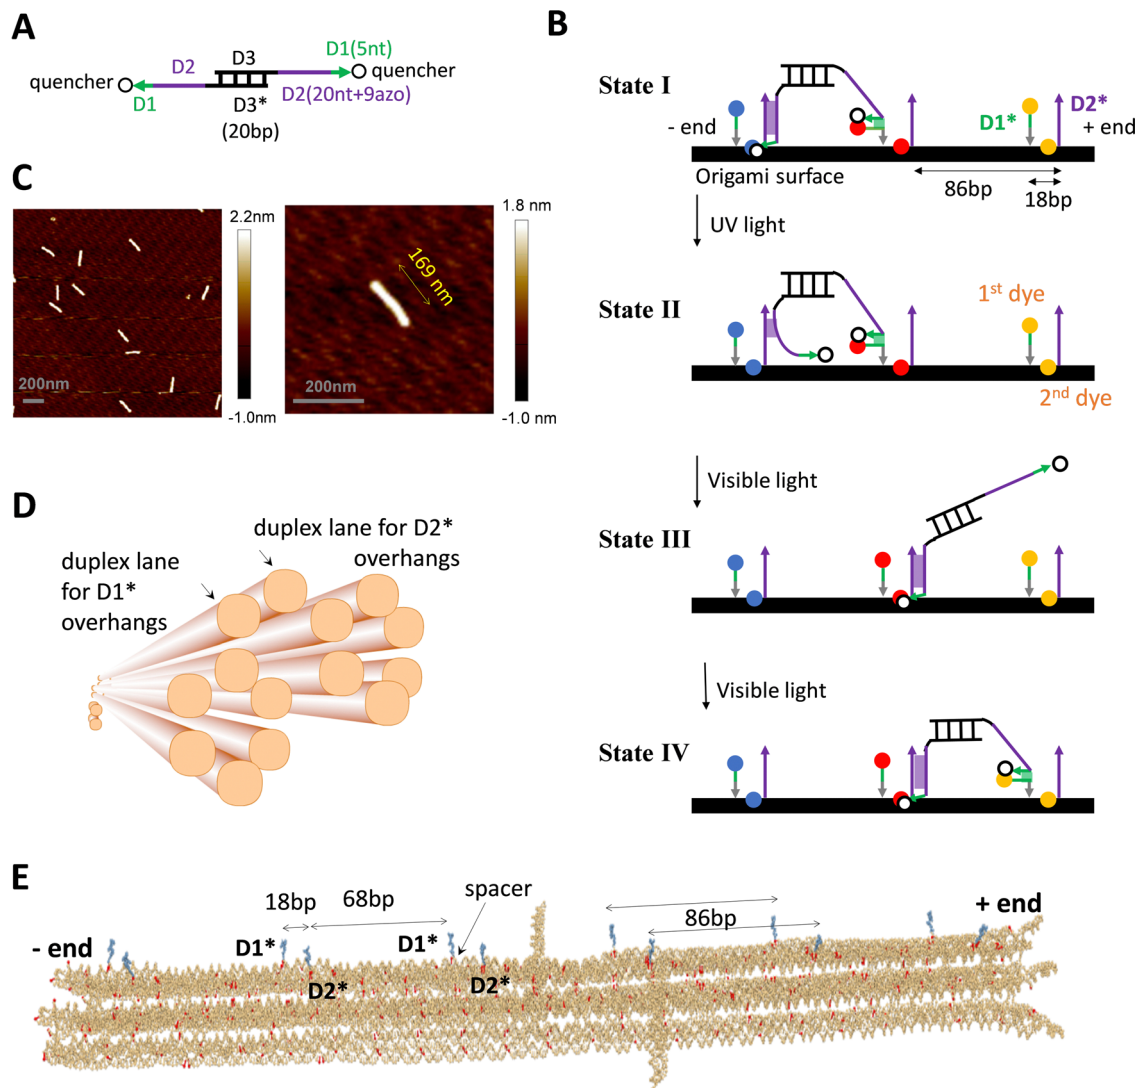 A
D3
D1(5nt)
D2
quencher
quencher
D1
D3*
D2(20nt+9azo)
(20bp)
B
State I
D2*
D1*
- end
+ end
Origami surface
86bp
18bp
UV light
1st dye
State II
2nd dye
Visible light
State III
Visible light
State IV
C
2.2nm
200nm
-1.0nm
1.8 nm
169 nm
200nm
-1.0 nm
D
duplex lane for D2*
overhangs
duplex lane
for D1*
overhangs
E
18bp
68bp
spacer
86bp
+ end
- end
D1*
D1*
D2*
D2*